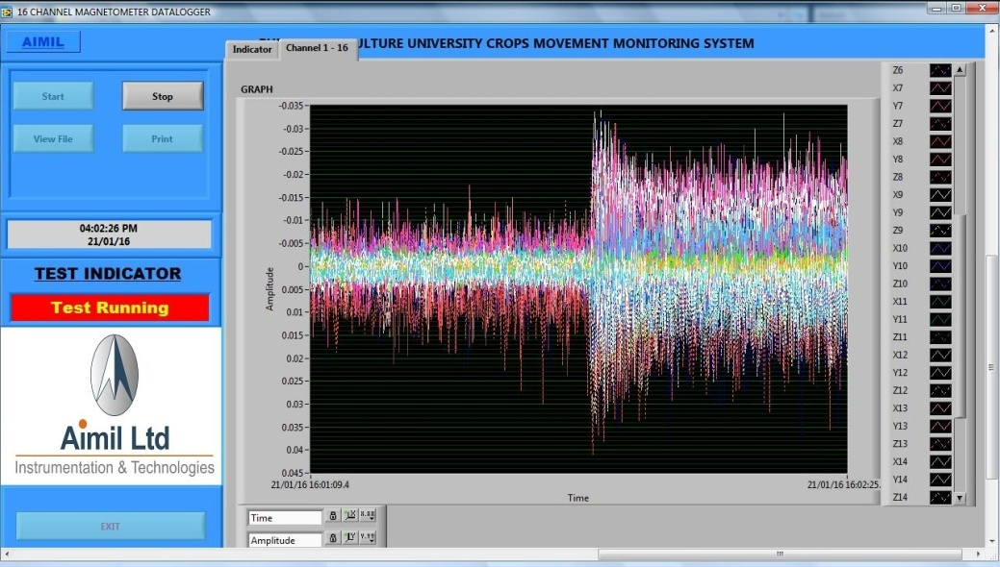 16 CHANNEL MAGNETOMETER DATALOGGER
AIMIL
ULTURE UNIVERSITY CROPS MOVEMENT MONITORING SYSTEM
Indicator
Channel 1 - 16
Start
Stop
View File
Print
04:02:26 PM
21/01/16
TEST INDICATOR
Test Running
Aimil Ltd
Instrumentation & Technologies
EXIT
GRAPH
-0.035
-0.03
-0.025
-0.02
-0.015
-0.01
-0.005
0
0.005
0.01
0.015
0.02
0.025
0.03
0.035
0.04
0.045
Amplitude
21/01/16 16:01:09.4
21/01/16 16:02:25.
Time
Time
Amplitude
Z6
X7
Y7
Z7
X8
Y8
Z8
X9
Y9
Z9
X10
Y10
Z10
X11
Y11
Z11
X12
Y12
Z12
X13
Y13
Z13
X14
Y14
Z14